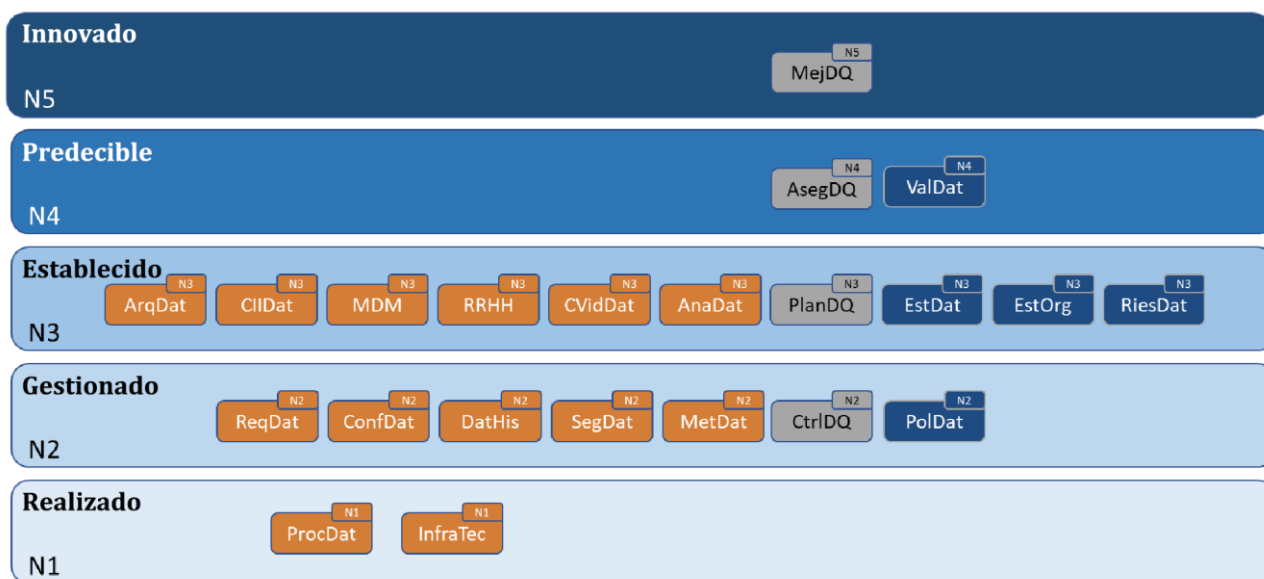 Innovado
N5
MejDQ
N5
Predecible
N4
AsegDQ
N4
ValDat
N4
Establecido
N3 N3 N3 N3 N3 N3 N3 N3 N3 N3
ArqDat CIIDat MDM RRHH CVidDat AnaDat PlanDQ EstDat EstOrg RiesDat
N3
Gestionado
N2 N2 N2 N2 N2 N2 N2
ReqDat ConfDat DatHis SegDat MetDat CtrlDQ PolDat
N2
Realizado
N1 N1
ProcDat InfraTec
N1